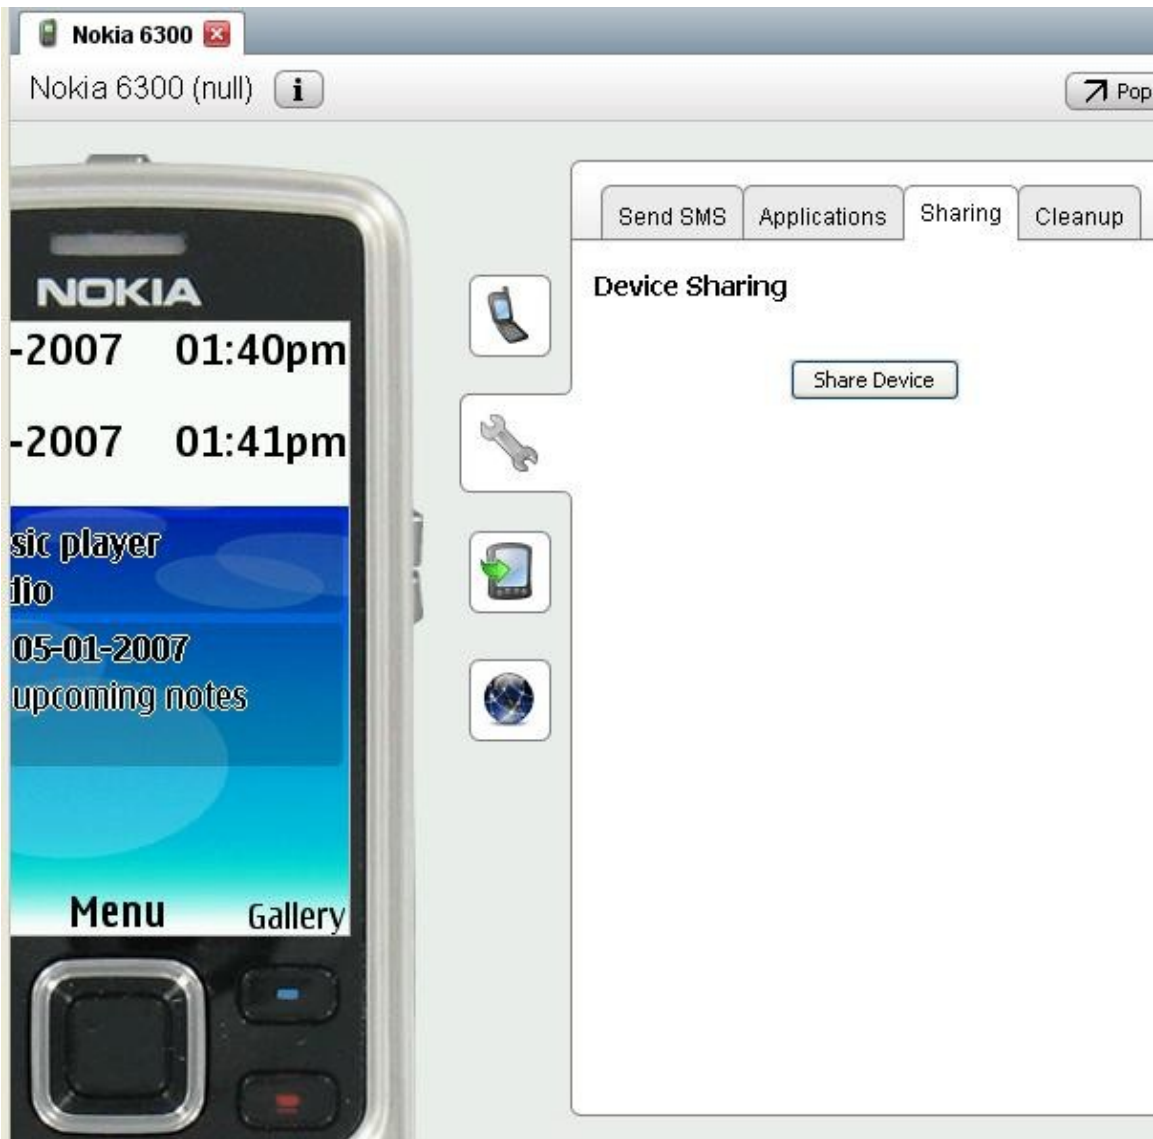 Nokia 6300
Nokia 6300 (null) i
Pop
Send SMS Applications Sharing Cleanup
Device Sharing
Share Device
NOKIA
-2007 01:40pm
-2007 01:41pm
sic player
dio
05-01-2007
upcoming notes
Menu Gallery